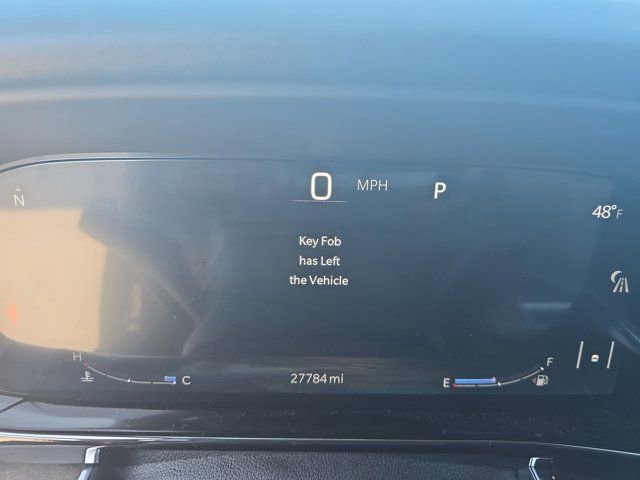 0 MPH P
N
48°F
Key Fob
has Left
the Vehicle
H
C
27784 mi
E
F